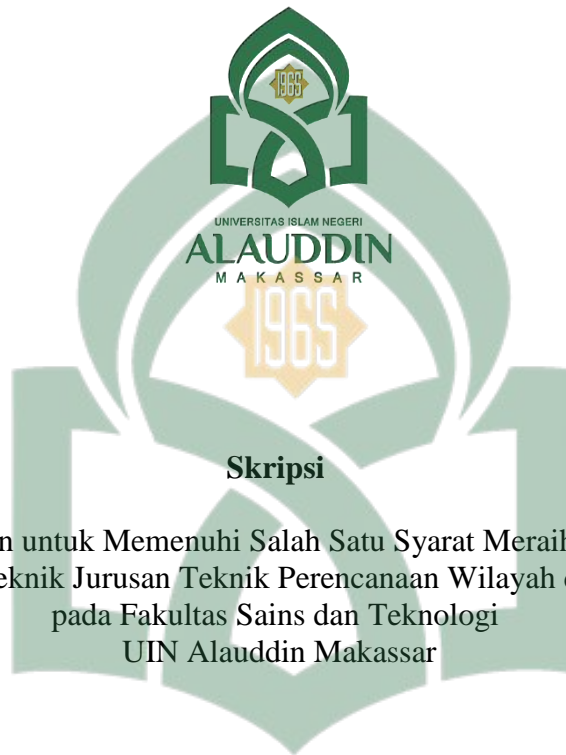 1965
UNIVERSITAS ISLAM NEGERI
ALAUDDIN
MAKASSAR
1965
Skripsi
n untuk Memenuhi Salah Satu Syarat Meraih
eknik Jurusan Teknik Perencanaan Wilayah
pada Fakultas Sains dan Teknologi
UIN Alauddin Makassar